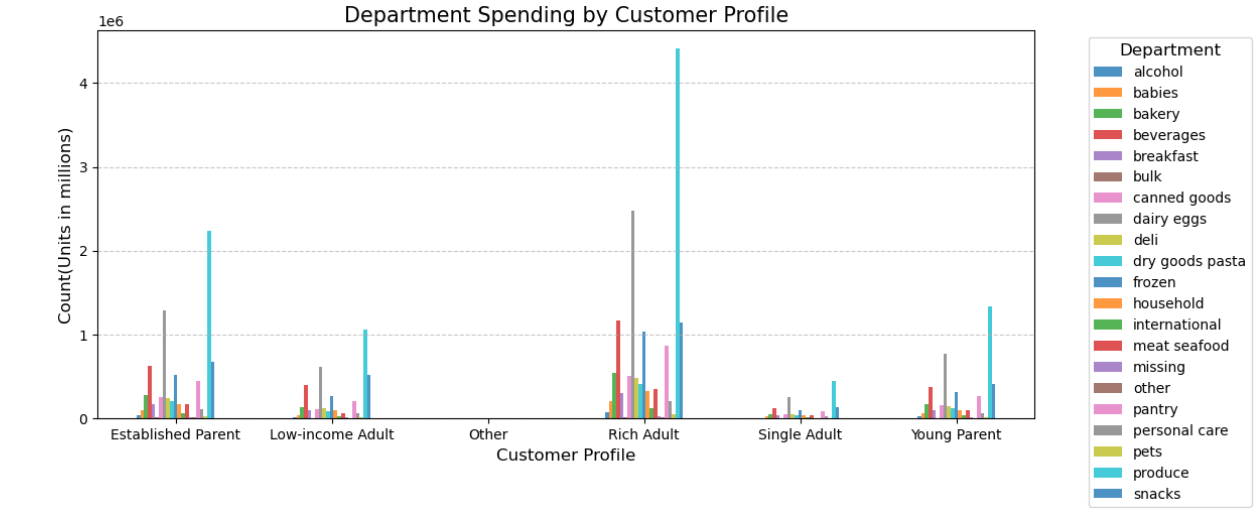 Department Spending by Customer Profile
1e6
4
3
2
1
0
Count(Units in millions)
Established Parent
Low-income Adult
Other
Rich Adult
Single Adult
Young Parent
Customer Profile
Department
alcohol
babies
bakery
beverages
breakfast
bulk
canned goods
dairy eggs
deli
dry goods pasta
frozen
household
international
meat seafood
missing
other
pantry
personal care
pets
produce
snacks